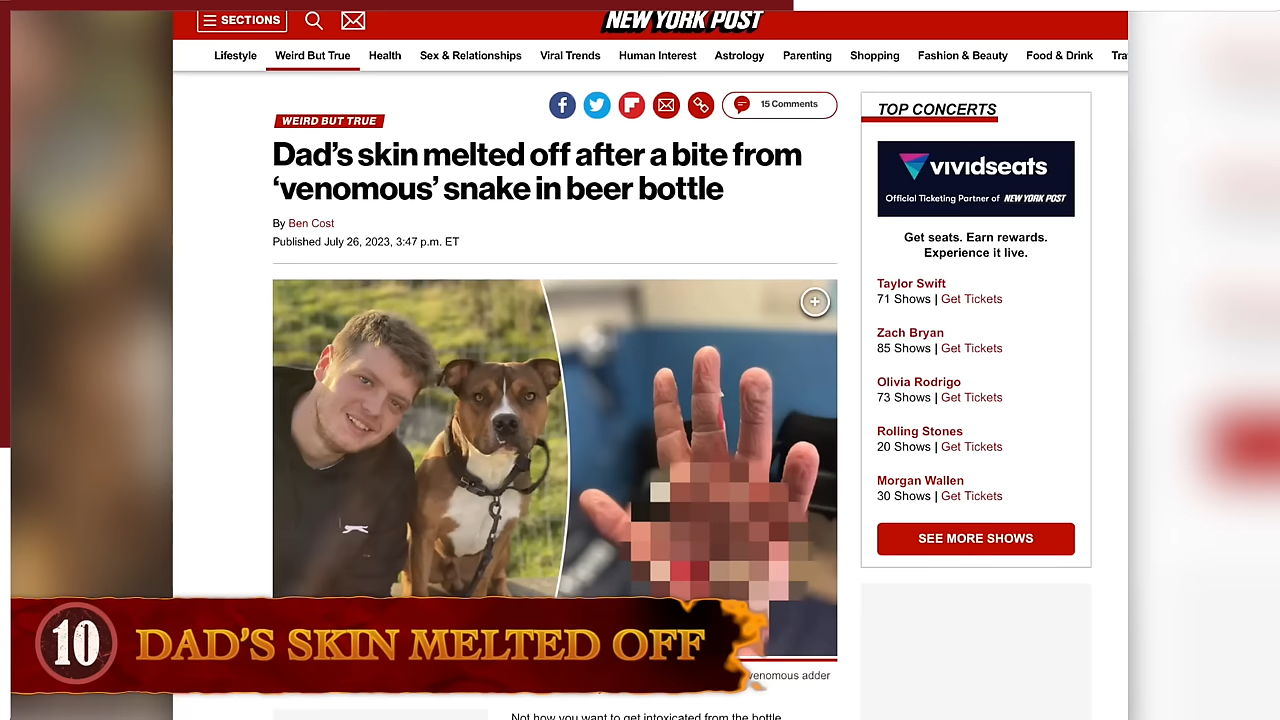 SECTIONS
NEW YORK POST
Lifestyle
Weird But True
Health
Sex & Relationships
Viral Trends
Human Interest
Astrology
Parenting
Shopping
Fashion & Beauty
Food & Drink
Tra
15 Comments
WEIRD BUT TRUE
Dad's skin melted off after a bite from
'venomous' snake in beer bottle
By Ben Cost
Published July 26, 2023, 3:47 p.m. ET
TOP CONCERTS
vividseats
Official Ticketing Partner of NEW YORK POST
Get seats. Earn rewards.
Experience it live.
Taylor Swift
71 Shows | Get Tickets
Zach Bryan
85 Shows | Get Tickets
Olivia Rodrigo
73 Shows | Get Tickets
Rolling Stones
20 Shows | Get Tickets
Morgan Wallen
30 Shows | Get Tickets
SEE MORE SHOWS
10 DAD'S SKIN MELTED OFF
venomous adder
Not how you want to get intoxicated from the bottle.